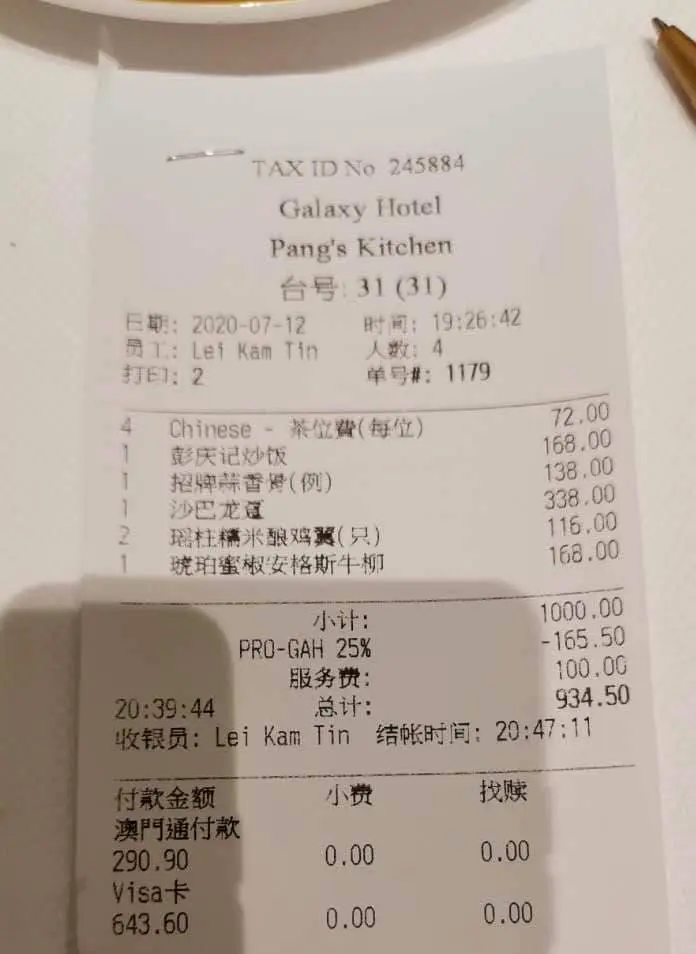 TAX ID No 245884
Galaxy Hotel
Pang's Kitchen
台号: 31 (31)
日期: 2020-07-12 时间: 19:26:42
员工: Lei Kam Tin 人数: 4
打印: 2 单号#: 1179
4 Chinese - 茶位費(每位) 72.00
1 彭庆记炒饭 168.00
1 招牌蒜香骨(例) 138.00
1 沙巴龙趸 338.00
2 瑶柱糯米酿鸡翼(只) 116.00
1 琥珀蜜椒安格斯牛柳 168.00
小计: 1000.00
PRO-GAH 25% -165.50
服务费: 100.00
20:39:44 总计: 934.50
收银员: Lei Kam Tin 结帐时间: 20:47:11
付款金额 小费 找赎
澳門通付款
290.90 0.00 0.00
Visa卡
643.60 0.00 0.00